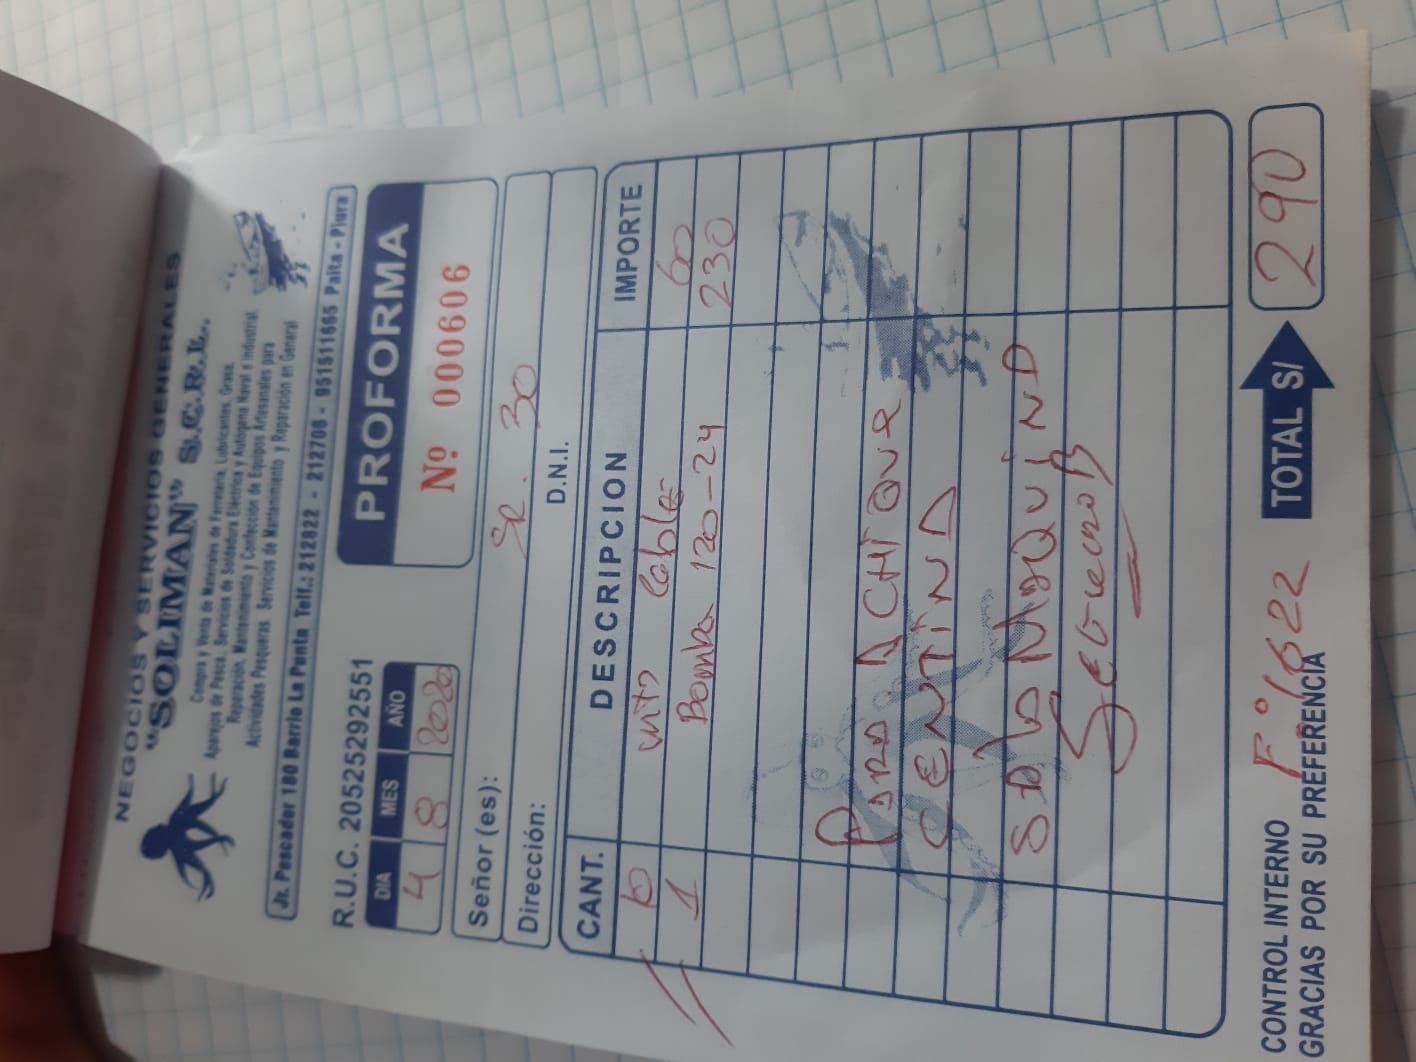 NEGOCIOS Y SERVICIOS GENERALES
"SOLIMAN" S.C.R.L.
Compra y Venta de Materiales de Ferretería, Lubricantes, Grasa,
Aparejos de Pesca, Servicios de Soldadura Eléctrica y Autógena Naval e Industrial.
Reparación, Mantenimiento y Confección de Equipos Artesanales para
Actividades Pesqueras. Servicios de Mantenimiento y Reparación en General
Jr. Pescador 180 Barrio La Punta Telf.: 212822 - 212706 - 951511665 Paita - Piura
R.U.C. 20525292551
PROFORMA
DIA MES AÑO
4 8 2020
Nº 000606
Señor (es): SR. 30
Dirección:
D.N.I.
CANT. DESCRIPCION IMPORTE
6 mts Cable 60
1 Bomba 120-24 230
PARA ACHIQUE
SENTINA
SALA MAQUINA
CONTROL INTERNO F° 1622
TOTAL S/ 290
GRACIAS POR SU PREFERENCIA